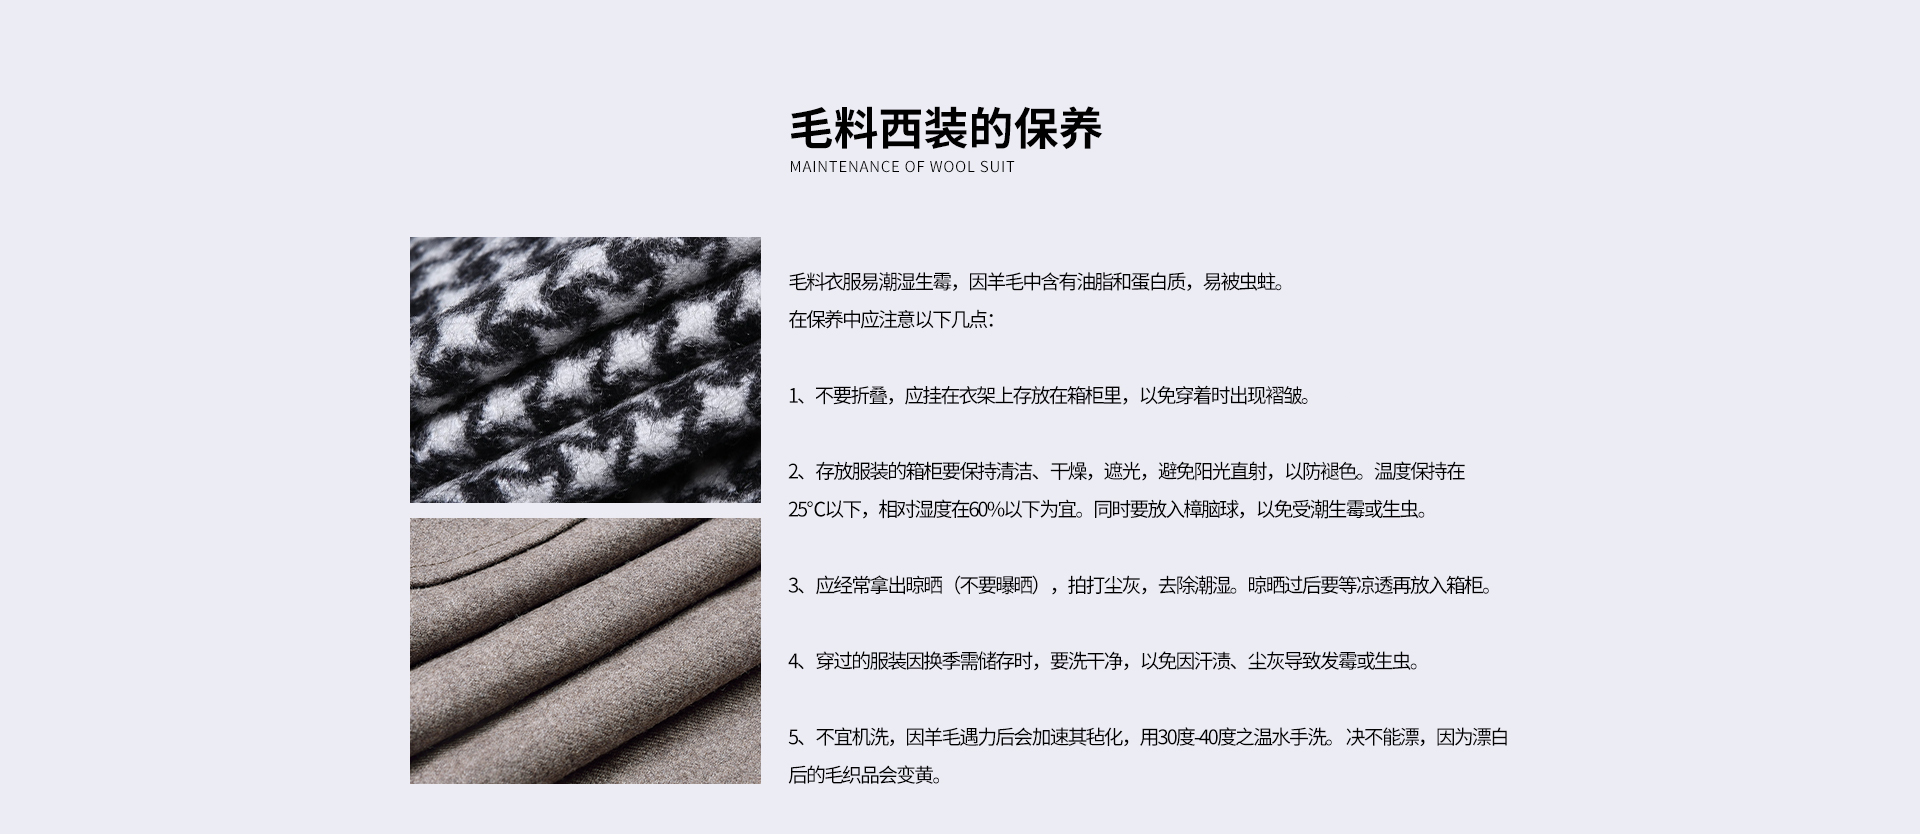 毛料西装的保养
MAINTENANCE OF WOOL SUIT
毛料衣服易潮湿生霉，因羊毛中含有油脂和蛋白质，易被虫蛀。
在保养中应注意以下几点：
1、不要折叠，应挂在衣架上存放在箱柜里，以免穿着时出现褶皱。
2、存放服装的箱柜要保持清洁、干燥，遮光，避免阳光直射，以防褪色。温度保持在
25℃以下，相对湿度在60%以下为宜。同时要放入樟脑球，以免受潮生霉或生虫。
3、应经常拿出晾晒（不要曝晒），拍打尘灰，去除潮湿。晾晒过后要等凉透再放入箱柜。
4、穿过的服装因换季需储存时，要洗干净，以免因汗渍、尘灰导致发霉或生虫。
5、不宜机洗，因羊毛遇力后会加速其毡化，用30度-40度之温水手洗。 决不能漂，因为漂白
后的毛织品会变黄。